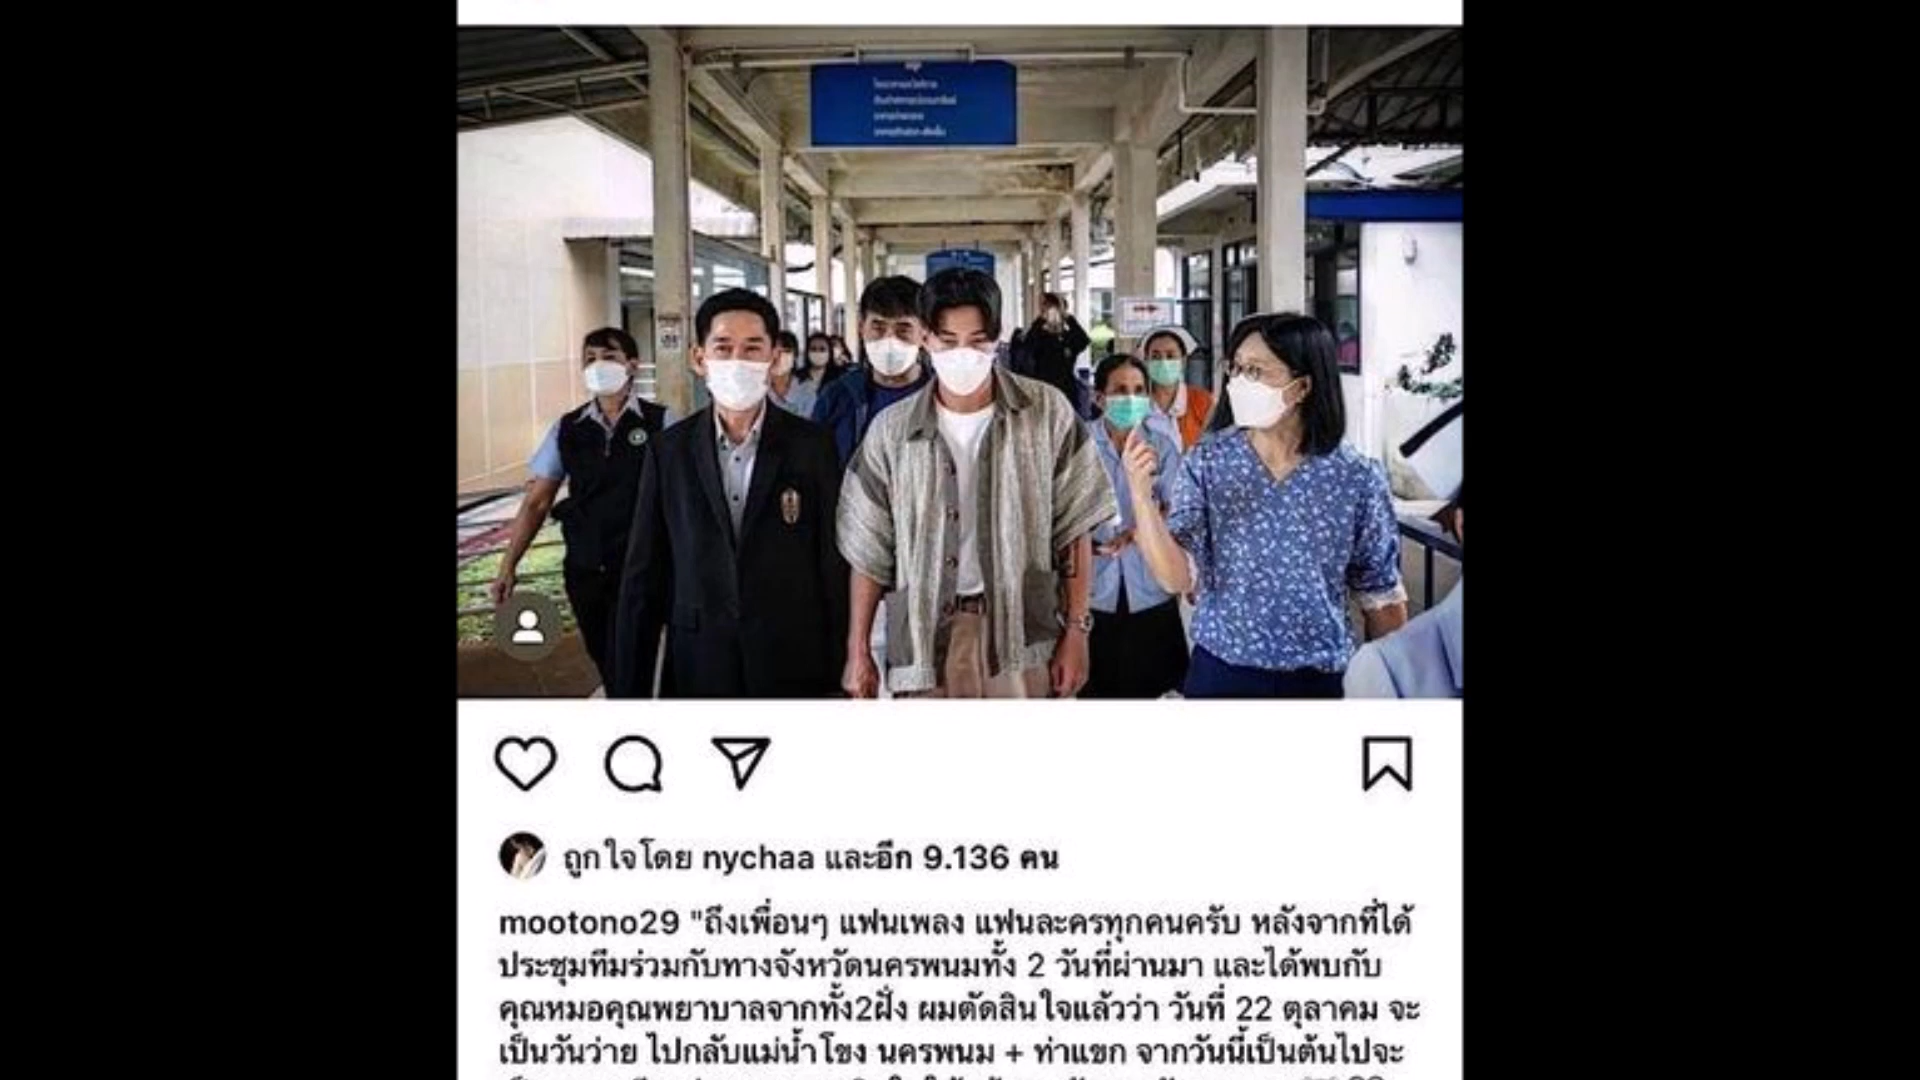 ถูกใจโดย nychaa และอีก 9.136 คน
mootono29 "ถึงเพื่อนๆ แฟนเพลง แฟนละครทุกคนครับ หลังจากที่ได้
ประชุมทีมร่วมกับทางจังหวัดนครพนมทั้ง 2 วันที่ผ่านมา และได้พบกับ
คุณหมอคุณพยาบาลจากทั้ง2ฝั่ง ผมตัดสินใจแล้วว่า วันที่ 22 ตุลาคม จะ
เป็นวันว่าย ไปกลับแม่น้ำโขง นครพนม + ท่าแขก จากวันนี้เป็นต้นไปจะ